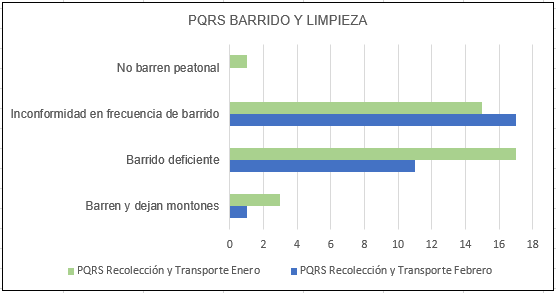 PQRS BARRIDO Y LIMPIEZA
No barren peatonal
Inconformidad en frecuencia de barrido
Barrido deficiente
Barren y dejan montones
0 2 4 6 8 10 12 14 16 18
PQRS Recolección y Transporte Enero PQRS Recolección y Transporte Febrero